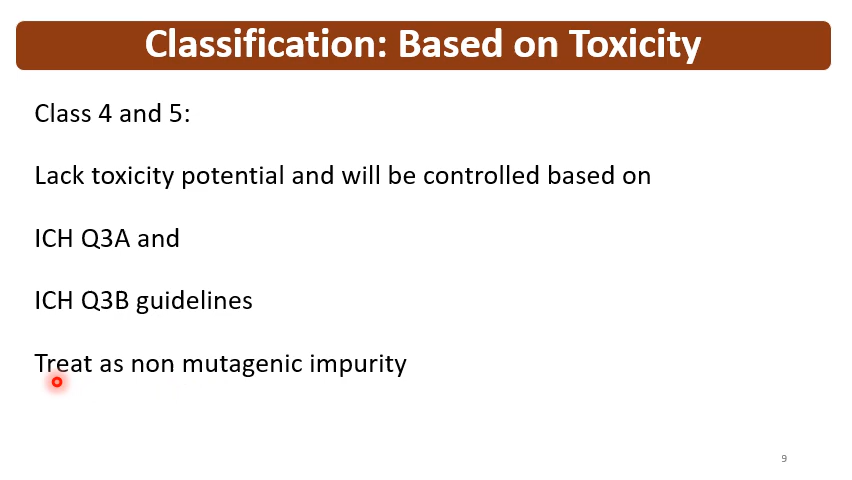 Classification: Based on Toxicity
Class 4 and 5:
Lack toxicity potential and will be controlled based on
ICH Q3A and
ICH Q3B guidelines
Treat as non mutagenic impurity
9